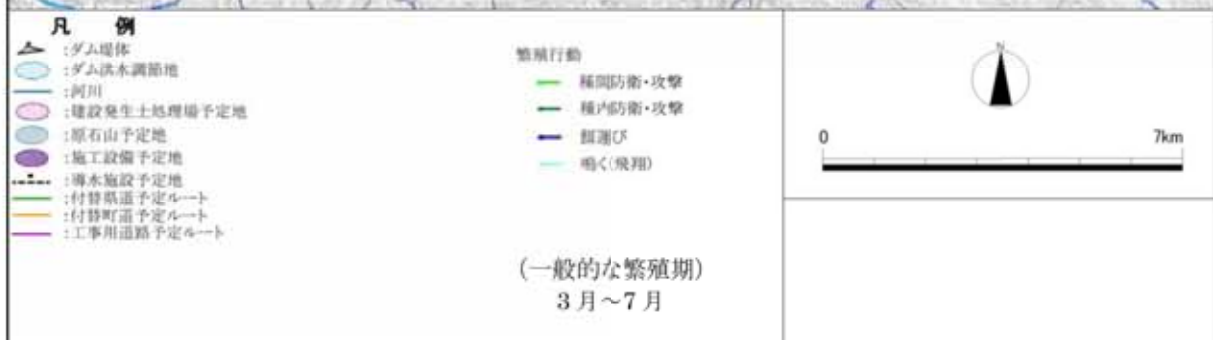 凡 例
:ダム堤体
:ダム洪水調節地
:河川
:建設発生土処理場予定地
:原石山予定地
:施工設備予定地
:導水施設予定地
:付替県道予定ルート
:付替町道予定ルート
:工事用道路予定ルート
繁殖行動
種間防衛・攻撃
種内防衛・攻撃
餌運び
鳴く(飛翔)
(一般的な繁殖期)
3月～7月
N
0 7km